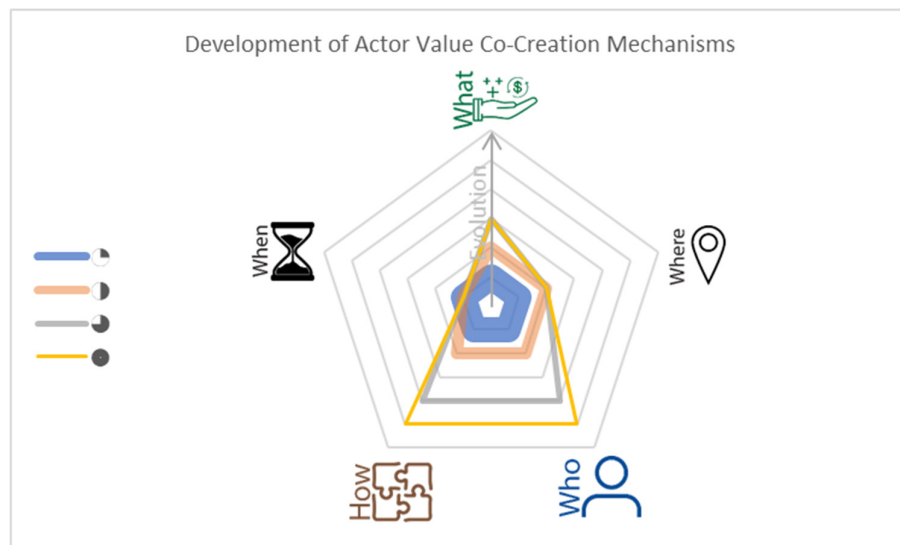 Development of Actor Value Co-Creation Mechanisms
What
$
Evolution
When
Where
How
Who